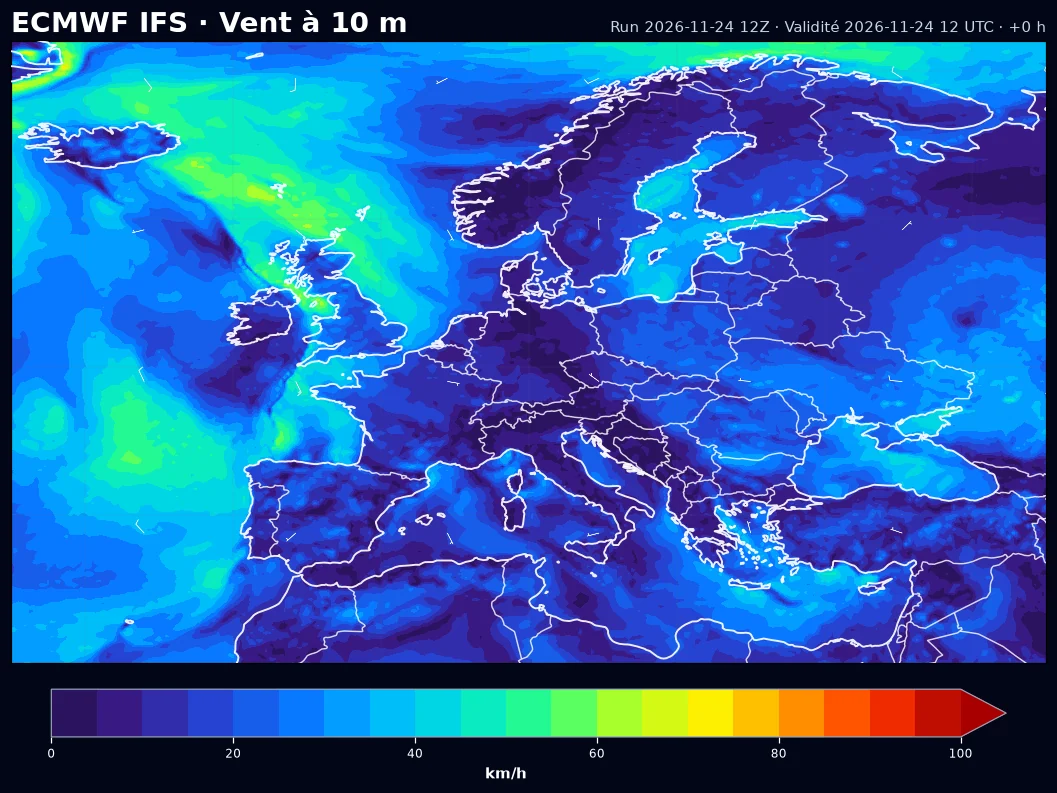 ECMWF IFS · Vent à 10 m
Run 2026-11-24 12Z · Validité 2026-11-24 12 UTC · +0 h
0 20 40 60 80 100
km/h